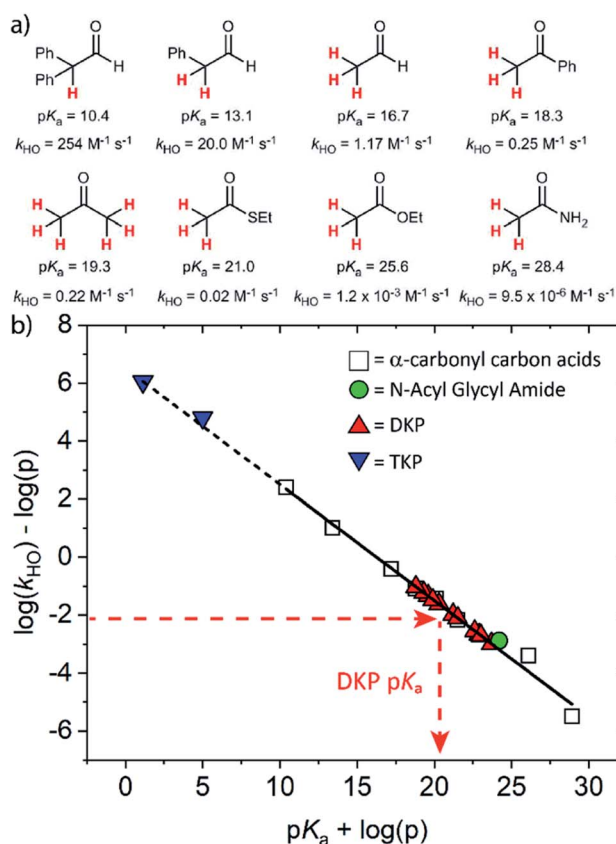 a)
Ph
Ph
O
H
H
Ph
H
H
O
H
H
H
H
O
H
H
H
H
O
Ph
pKa = 10.4
pKa = 13.1
pKa = 16.7
pKa = 18.3
kHO = 254 M-1 s-1
kHO = 20.0 M-1 s-1
kHO = 1.17 M-1 s-1
kHO = 0.25 M-1 s-1
H
H
H
O
H
H
H
H
H
H
O
SEt
H
H
H
O
OEt
H
H
H
O
NH2
pKa = 19.3
pKa = 21.0
pKa = 25.6
pKa = 28.4
kHO = 0.22 M-1 s-1
kHO = 0.02 M-1 s-1
kHO = 1.2 x 10-3 M-1 s-1
kHO = 9.5 x 10-6 M-1 s-1
b)
8
6
4
2
0
-2
-4
-6
log(kHO) - log(p)
= α-carbonyl carbon acids
= N-Acyl Glycyl Amide
= DKP
= TKP
DKP pKa
0
5
10
15
20
25
30
pKa + log(p)